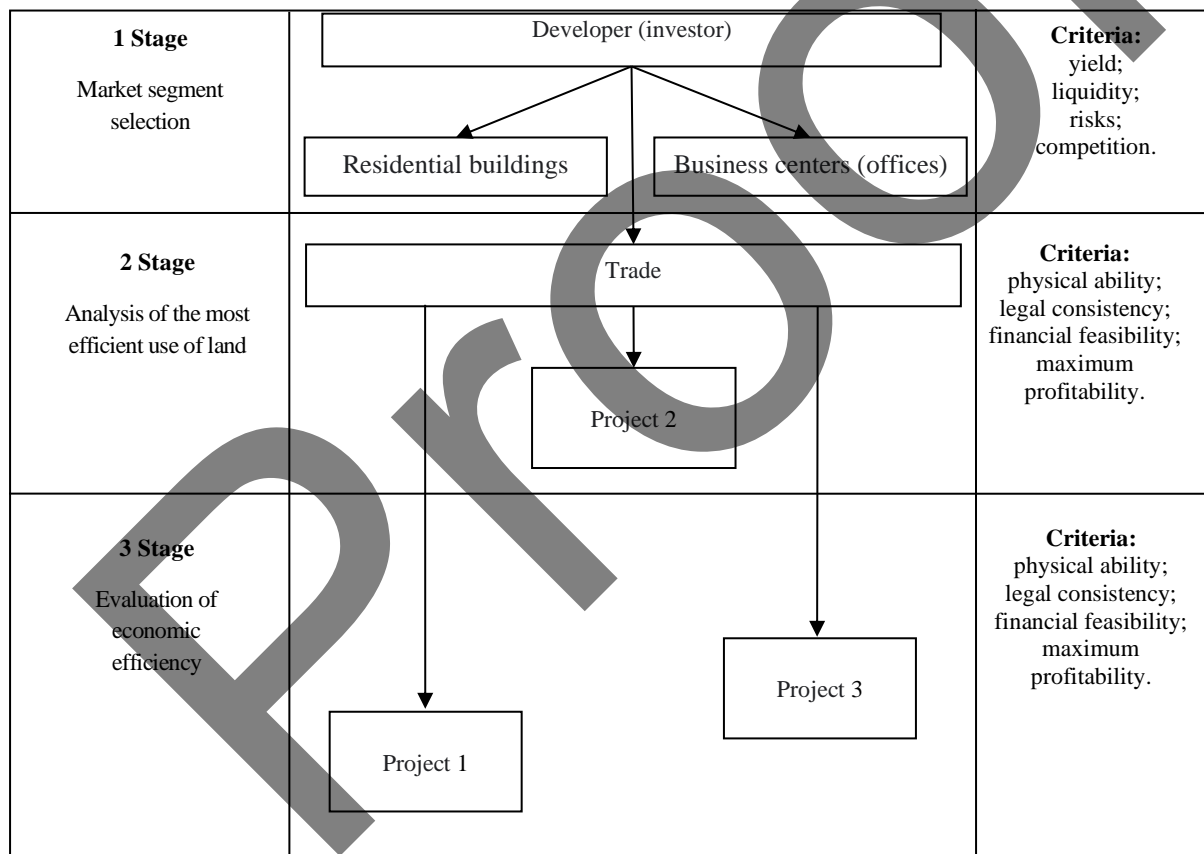 1 Stage
Market segment
selection
Developer (investor)
Residential buildings
Business centers (offices)
Criteria:
yield;
liquidity;
risks;
competition.
2 Stage
Analysis of the most
efficient use of land
Trade
Project 2
Criteria:
physical ability;
legal consistency;
financial feasibility;
maximum
profitability.
3 Stage
Evaluation of
economic
efficiency
Project 1
Project 3
Criteria:
physical ability;
legal consistency;
financial feasibility;
maximum
profitability.
Proo